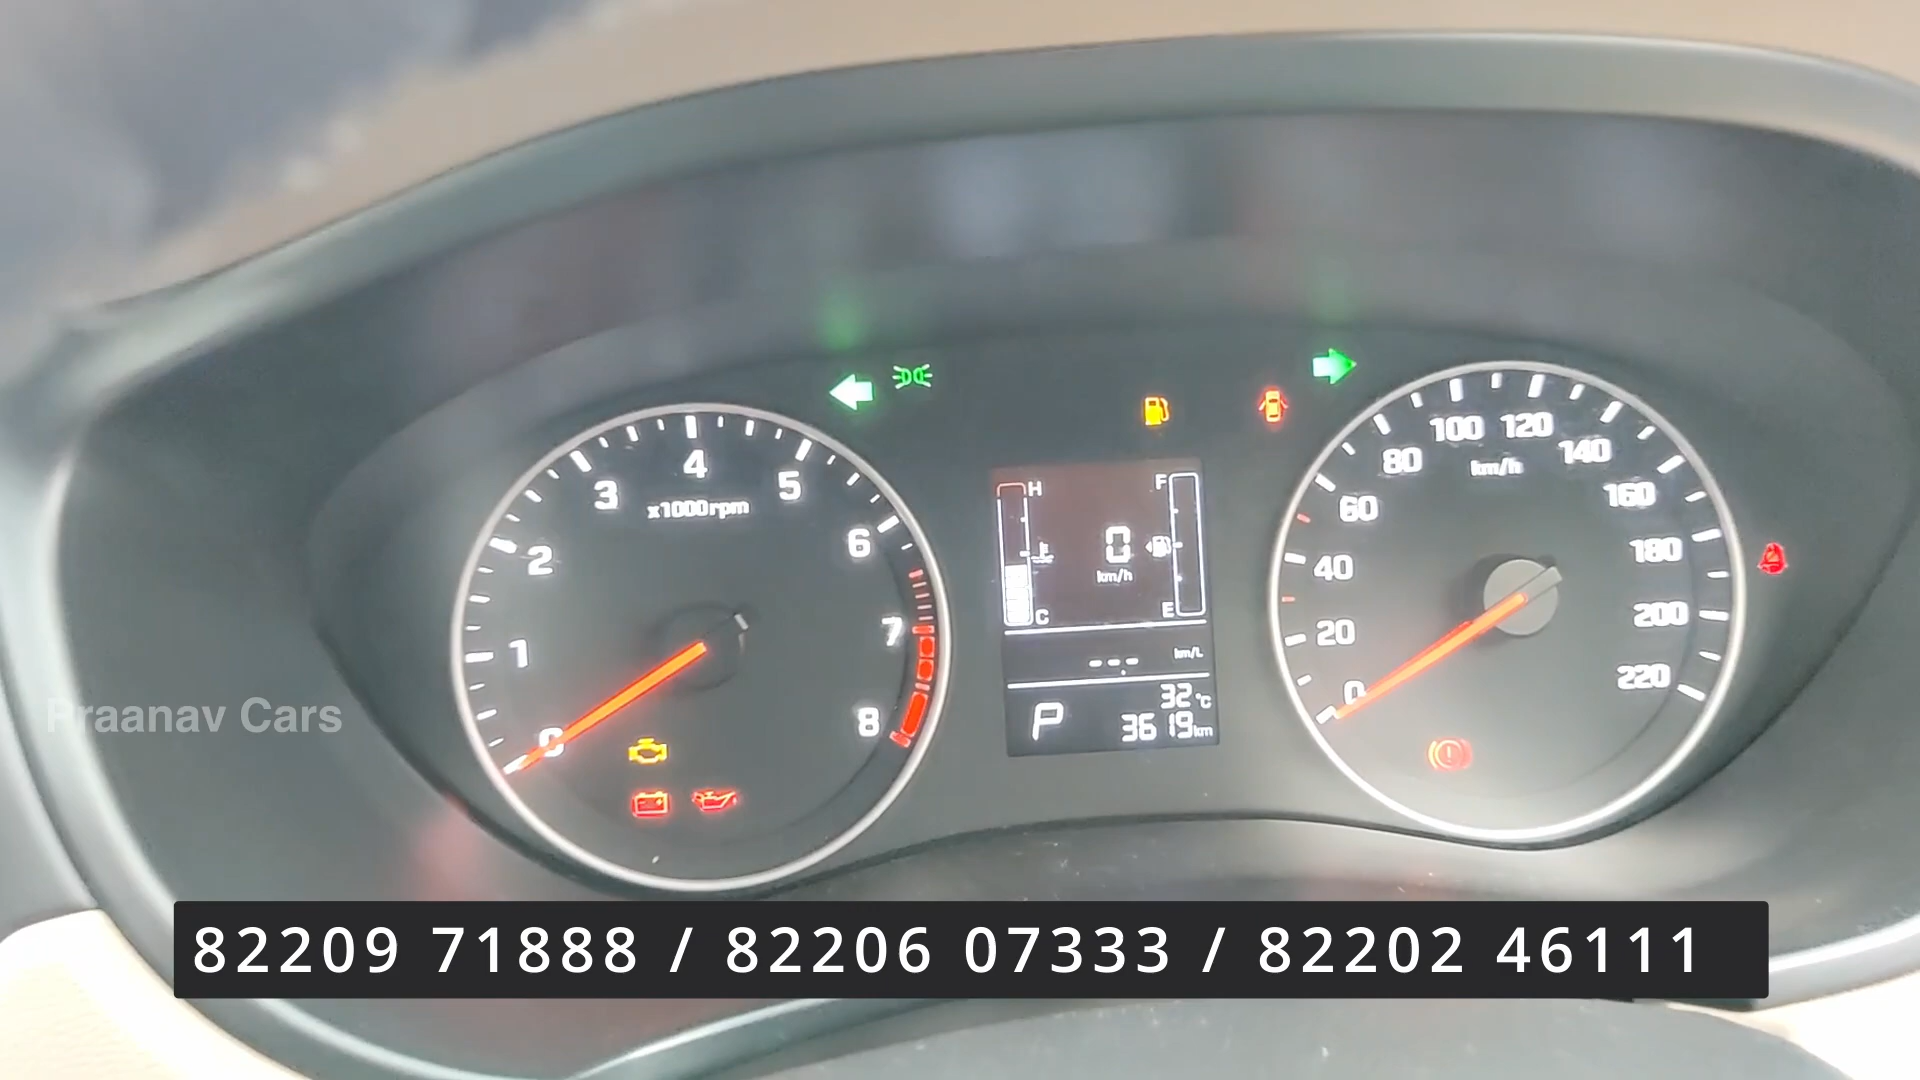 0
1
2
3
4
5
6
7
8
x1000rpm
H
C
F
E
0
km/h
--- km/L
32°C
P
3619km
0
20
40
60
80
100
120
140
160
180
200
220
km/h
Praanav Cars
82209 71888 / 82206 07333 / 82202 46111